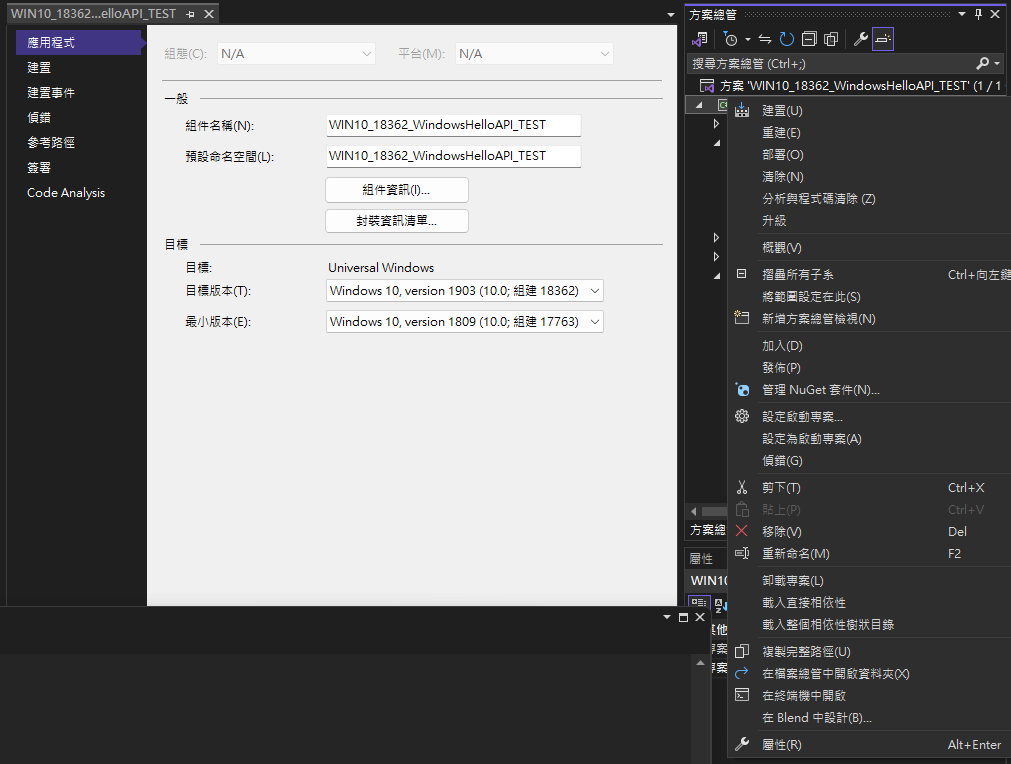 WIN10_18362...elloAPI_TEST
應用程式
建置
建置事件
偵錯
參考路徑
簽署
Code Analysis
組態(C): N/A 平台(M): N/A
一般
組件名稱(N): WIN10_18362_WindowsHelloAPI_TEST
預設命名空間(L): WIN10_18362_WindowsHelloAPI_TEST
組件資訊(I)...
封裝資訊清單...
目標
目標: Universal Windows
目標版本(T): Windows 10, version 1903 (10.0; 組建 18362)
最小版本(E): Windows 10, version 1809 (10.0; 組建 17763)
方案總管
搜尋方案總管 (Ctrl+;)
方案 'WIN10_18362_WindowsHelloAPI_TEST' (1 / 1
建置(U)
重建(E)
部署(O)
清除(N)
分析與程式碼清除 (Z)
升級
概觀(V)
摺疊所有子系 Ctrl+向左鍵
將範圍設定在此(S)
新增方案總管檢視(N)
加入(D)
發佈(P)
管理 NuGet 套件(N)...
設定啟動專案...
設定為啟動專案(A)
偵錯(G)
剪下(T) Ctrl+X
貼上(P) Ctrl+V
移除(V) Del
重新命名(M) F2
卸載專案(L)
載入直接相依性
載入整個相依性樹狀目錄
複製完整路徑(U)
在檔案總管中開啟資料夾(X)
在終端機中開啟
在 Blend 中設計(B)...
屬性(R) Alt+Enter
方案總
屬性
WIN10
其他
專案
專案